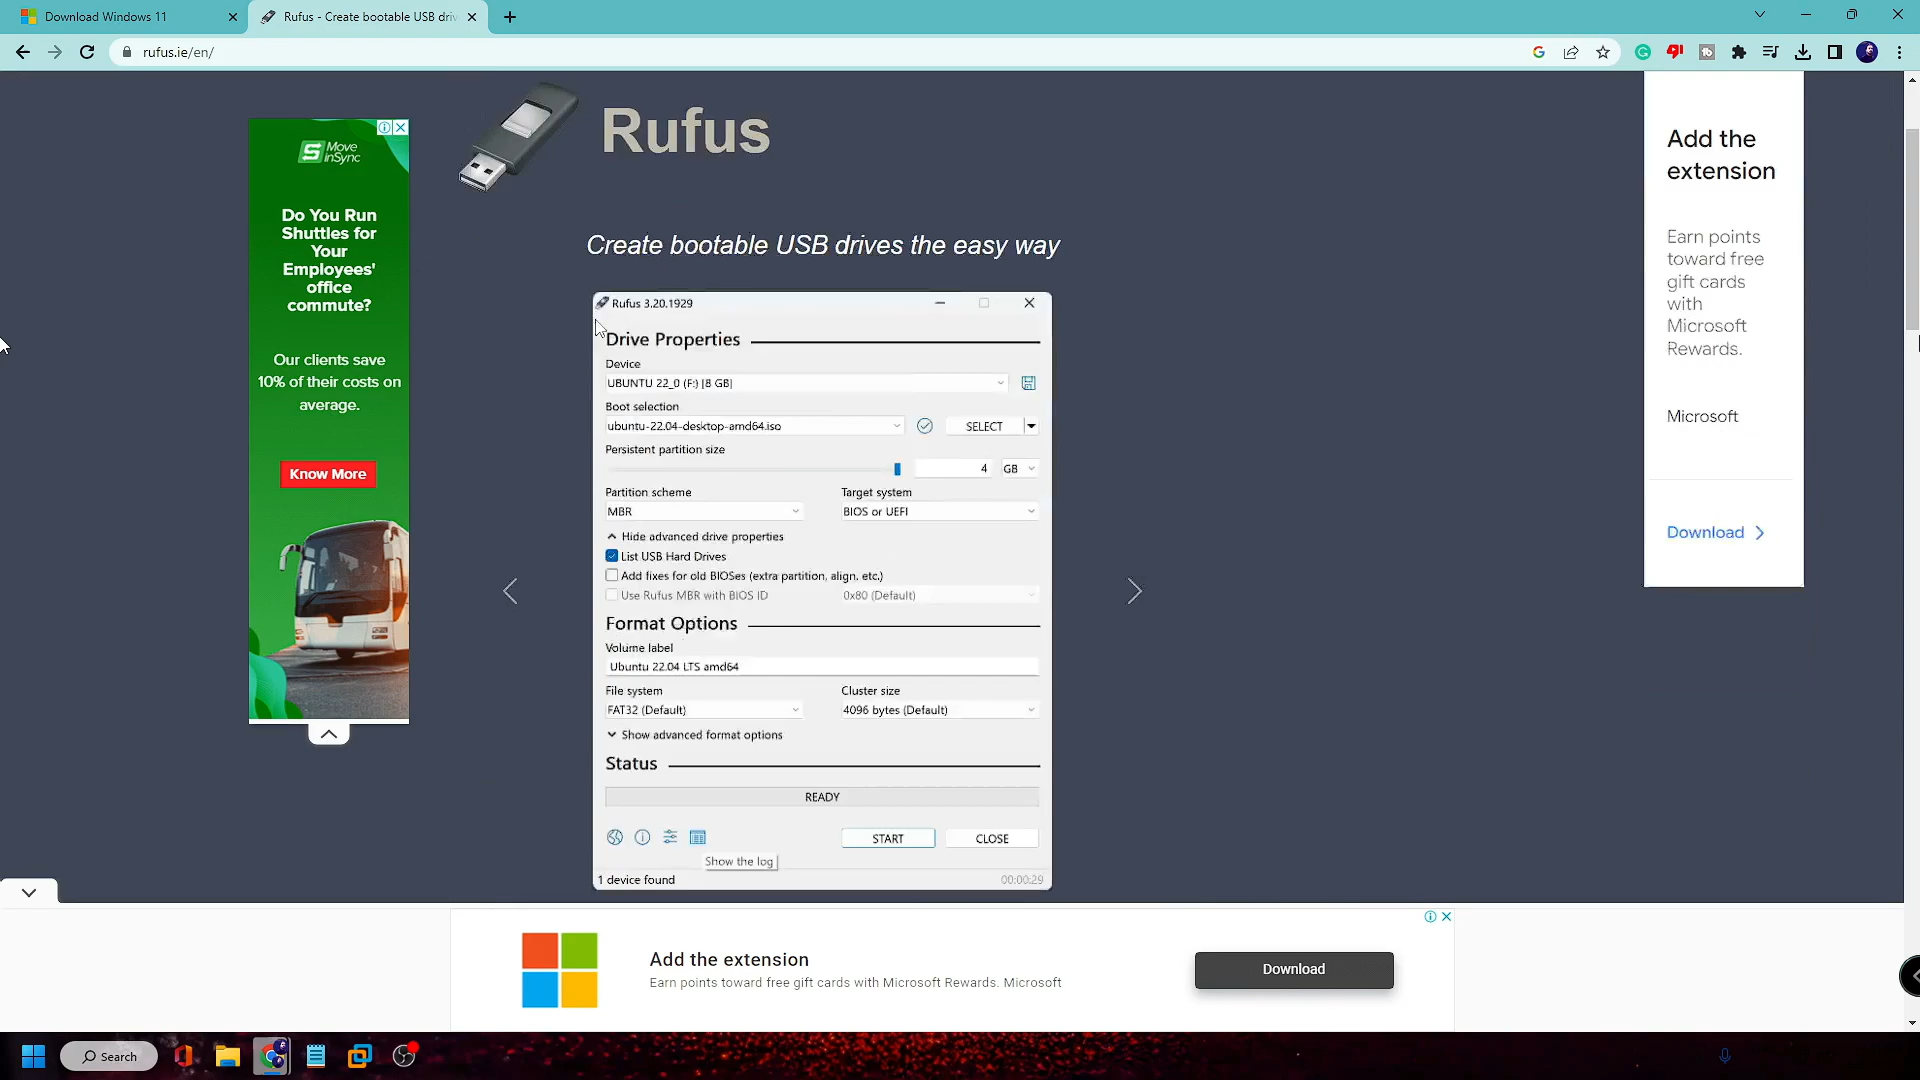 Download Windows 11
Rufus - Create bootable USB driv
rufus.ie/en/
Rufus
Create bootable USB drives the easy way
Move
inSync
Do You Run
Shuttles for
Your
Employees'
office
commute?
Our clients save
10% of their costs on
average.
Know More
Rufus 3.20.1929
Drive Properties
Device
UBUNTU 22_0 (F:) [8 GB]
Boot selection
ubuntu-22.04-desktop-amd64.iso
SELECT
Persistent partition size
4
GB
Partition scheme
Target system
MBR
BIOS or UEFI
Hide advanced drive properties
List USB Hard Drives
Add fixes for old BIOSes (extra partition, align, etc.)
Use Rufus MBR with BIOS ID
0x80 (Default)
Format Options
Volume label
Ubuntu 22.04 LTS amd64
File system
Cluster size
FAT32 (Default)
4096 bytes (Default)
Show advanced format options
Status
READY
START
CLOSE
Show the log
1 device found
00:00:29
Add the
extension
Earn points
toward free
gift cards
with
Microsoft
Rewards.
Microsoft
Download
Add the extension
Earn points toward free gift cards with Microsoft Rewards. Microsoft
Download
Search